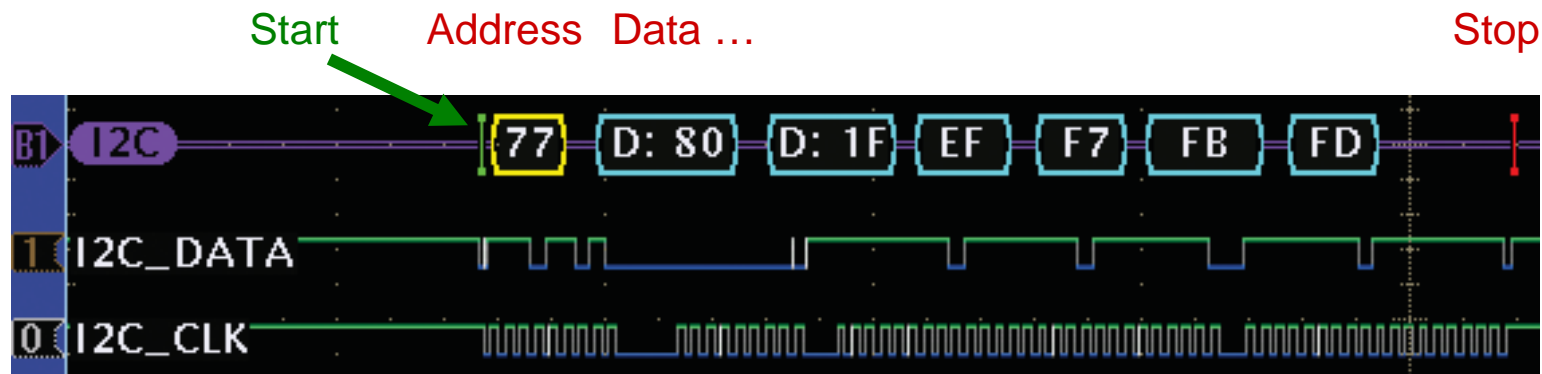 Start Address Data … Stop
B1 I2C 77 D: 80 D: 1F EF F7 FB FD
1 I2C_DATA
0 I2C_CLK